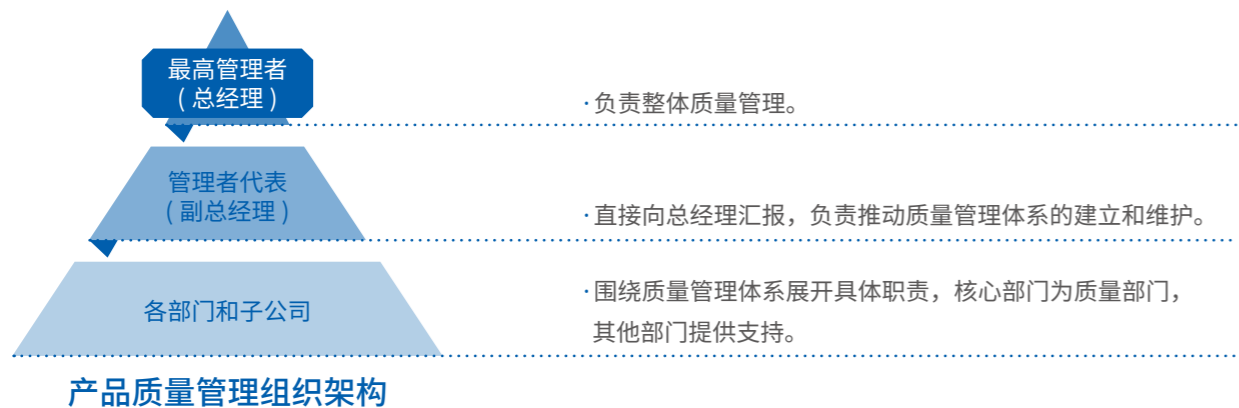 最高管理者
(总经理)
·负责整体质量管理。
管理者代表
(副总经理)
·直接向总经理汇报，负责推动质量管理体系的建立和维护。
各部门和子公司
·围绕质量管理体系展开具体职责，核心部门为质量部门，
其他部门提供支持。
产品质量管理组织架构